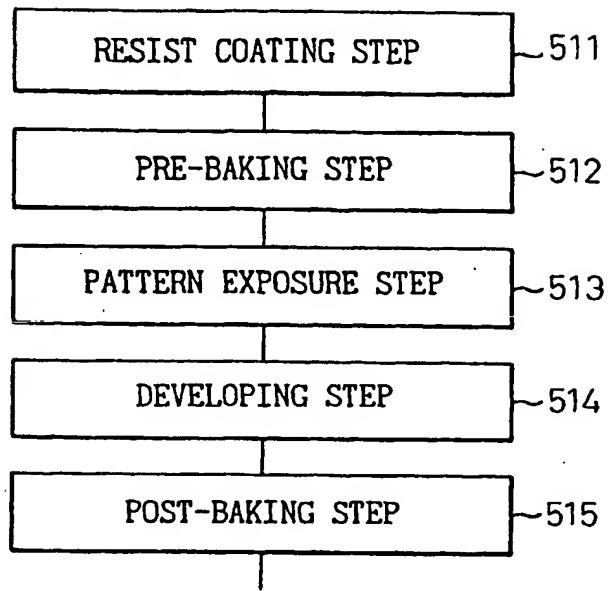 RESIST COATING STEP 511
PRE-BAKING STEP 512
PATTERN EXPOSURE STEP 513
DEVELOPING STEP 514
POST-BAKING STEP 515